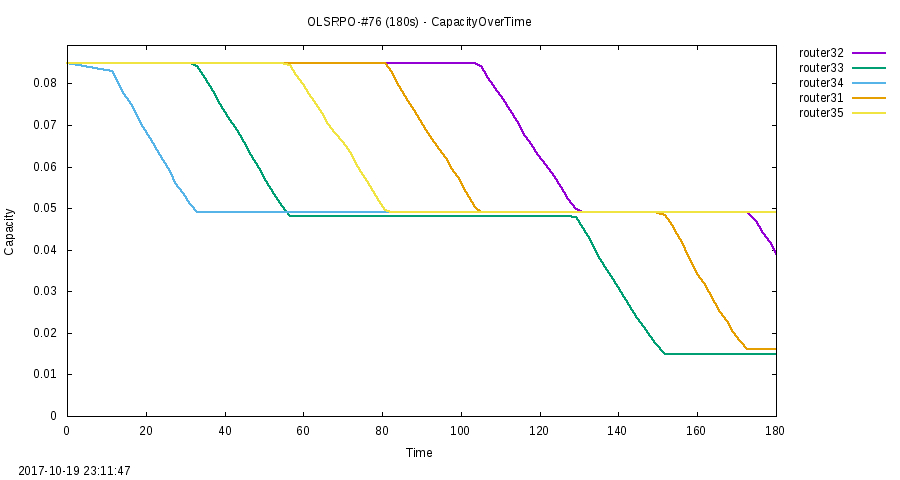 OLSRPO-#76 (180s) - CapacityOverTime
router32
router33
router34
router31
router35
0.08
0.07
0.06
0.05
0.04
0.03
0.02
0.01
0
Capacity
0 20 40 60 80 100 120 140 160 180
Time
2017-10-19 23:11:47